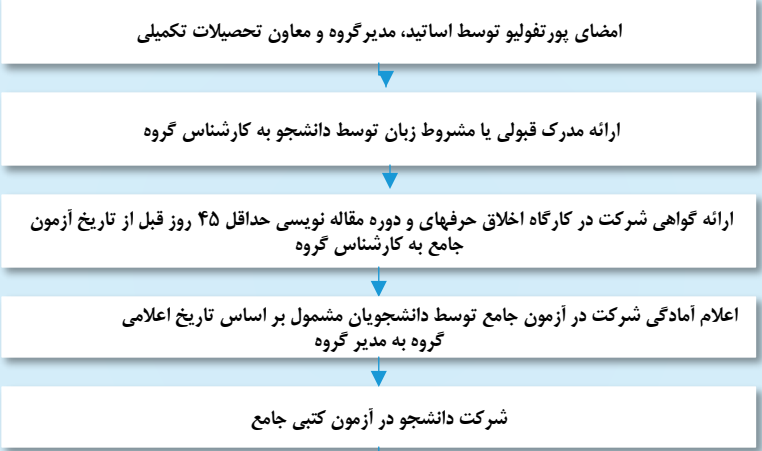 امضای پورتفولیو توسط اساتید، مدیرگروه و معاون تحصیلات تکمیلی
ارائه مدرک قبولی یا مشروط زبان توسط دانشجو به کارشناس گروه
ارائه گواهی شرکت در کارگاه اخلاق حرفهای و دوره مقاله نویسی حداقل ۴۵ روز قبل از تاریخ آزمون
جامع به کارشناس گروه
اعلام آمادگی شرکت در آزمون جامع توسط دانشجویان مشمول بر اساس تاریخ اعلامی
گروه به مدیر گروه
شرکت دانشجو در آزمون کتبی جامع